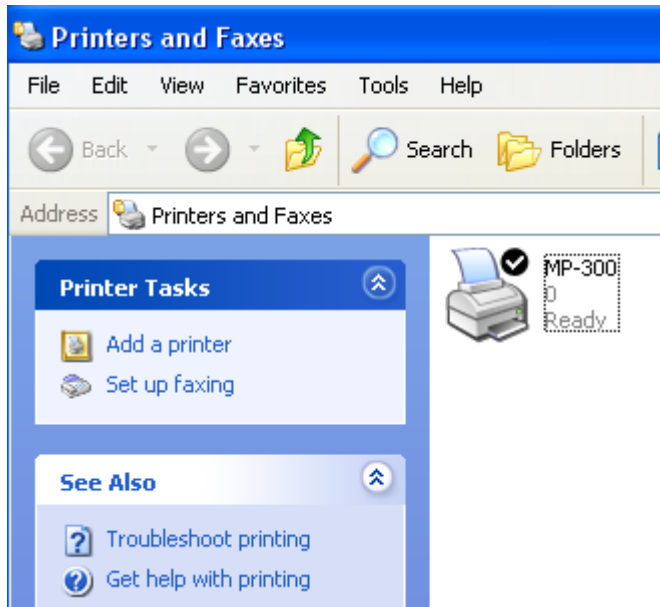 Printers and Faxes
File Edit View Favorites Tools Help
Back Search Folders
Address Printers and Faxes
Printer Tasks
Add a printer
Set up faxing
See Also
Troubleshoot printing
Get help with printing
MP-300
0
Ready